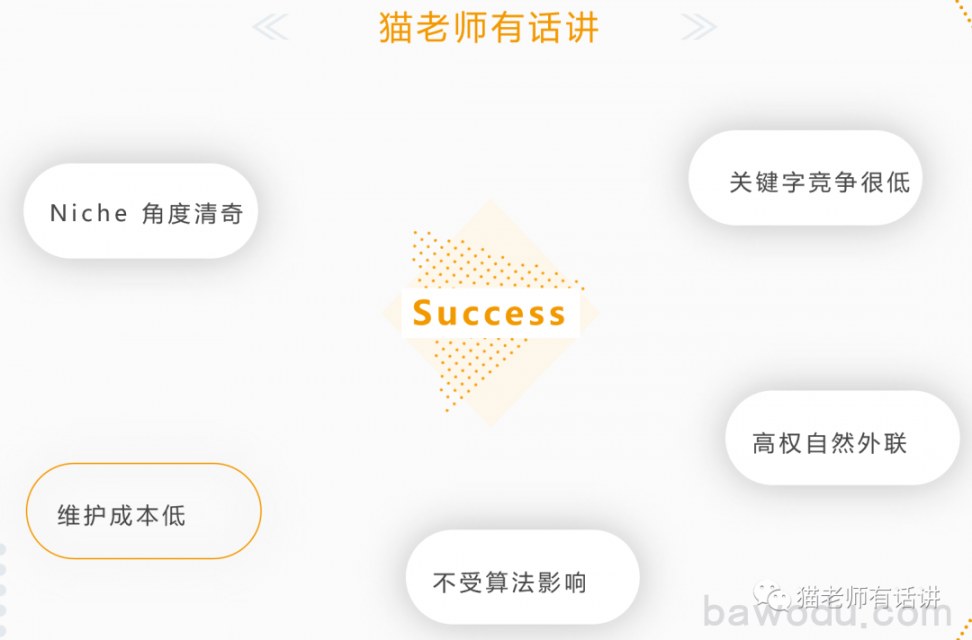 猫老师有话讲
关键字竞争很低
Niche 角度清奇
Success
高权自然外联
维护成本低
不受算法影响
猫老师有话讲
bawodu.com